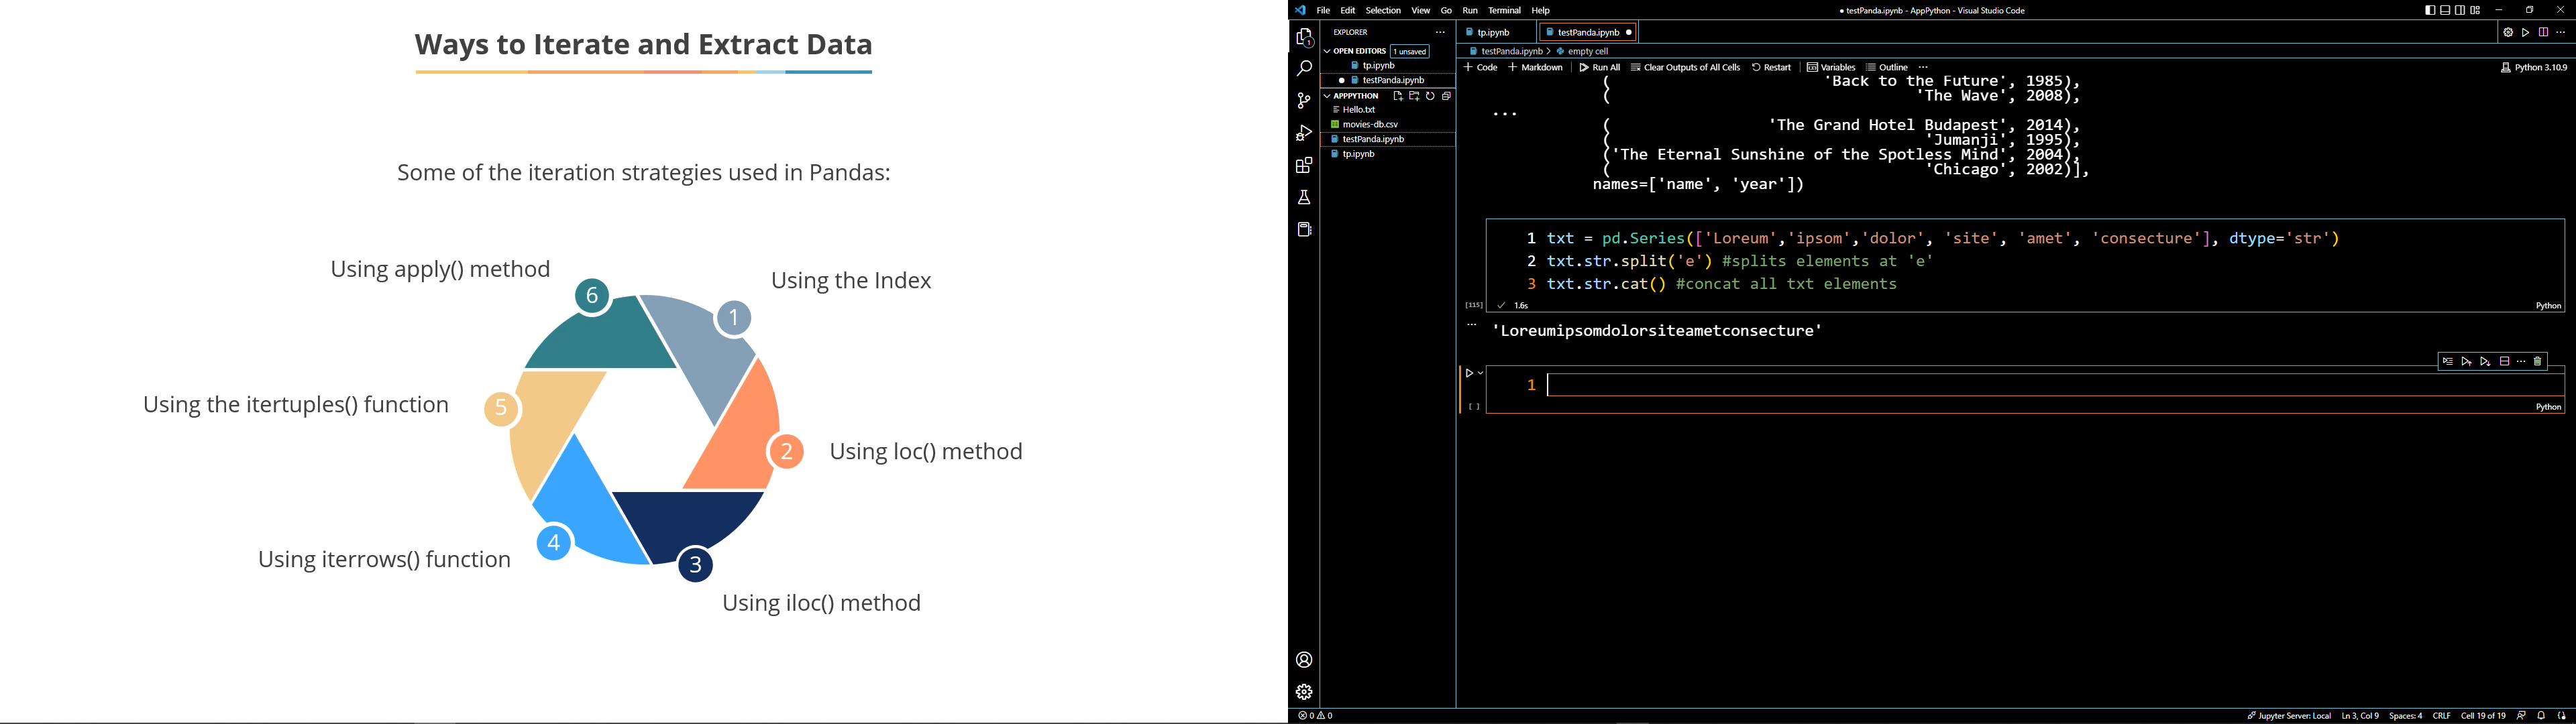 Ways to Iterate and Extract Data
Some of the iteration strategies used in Pandas:
Using apply() method
6
Using the Index
1
Using the itertuples() function
5
Using loc() method
2
Using iterrows() function
4
Using iloc() method
3
File Edit Selection View Go Run Terminal Help
● testPanda.ipynb - AppPython - Visual Studio Code
EXPLORER
OPEN EDITORS 1 unsaved
tp.ipynb
testPanda.ipynb
APPPYTHON
Hello.txt
movies-db.csv
testPanda.ipynb
tp.ipynb
tp.ipynb testPanda.ipynb
testPanda.ipynb > empty cell
+ Code + Markdown Run All Clear Outputs of All Cells Restart Variables Outline ...
Python 3.10.9
( 'Back to the Future', 1985),
( 'The Wave', 2008),
...
( 'The Grand Hotel Budapest', 2014),
( 'Jumanji', 1995),
('The Eternal Sunshine of the Spotless Mind', 2004),
( 'Chicago', 2002)],
names=['name', 'year'])
1 txt = pd.Series(['Loreum','ipsom','dolor', 'site', 'amet', 'consecture'], dtype='str')
2 txt.str.split('e') #splits elements at 'e'
3 txt.str.cat() #concat all txt elements
[115] 1.6s
Python
... 'Loreumipsomdolorsiteametconsecture'
1
[ ]
Python
0 0
Jupyter Server: Local Ln 3, Col 9 Spaces: 4 CRLF Cell 19 of 19